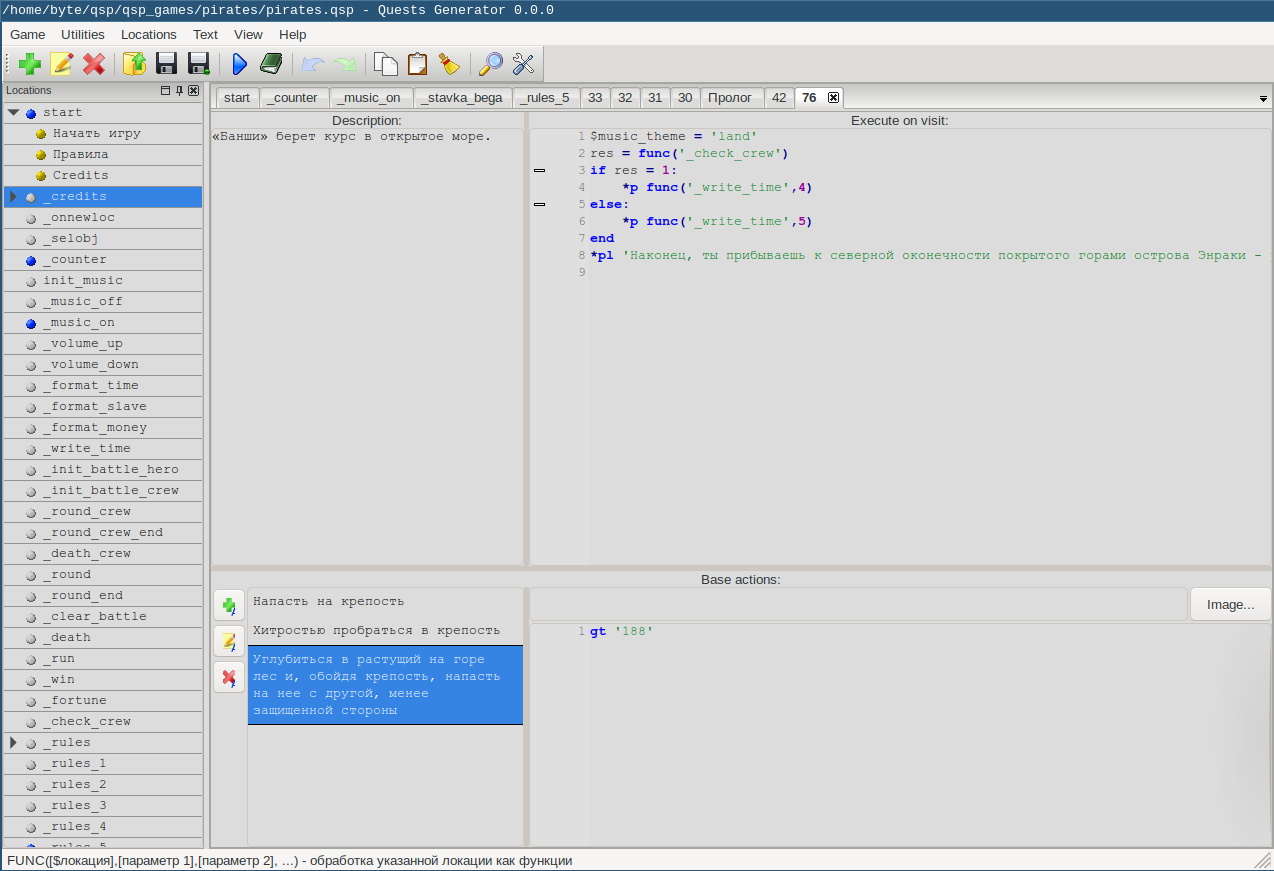 /home/byte/qsp/qsp_games/pirates/pirates.qsp - Quests Generator 0.0.0
Game Utilities Locations Text View Help
Locations
start
Начать игру
Правила
Credits
_credits
_onnewloc
_selobj
_counter
init_music
_music_off
_music_on
_volume_up
_volume_down
_format_time
_format_slave
_format_money
_write_time
_init_battle_hero
_init_battle_crew
_round_crew
_round_crew_end
_death_crew
_round
_round_end
_clear_battle
_death
_run
_win
_fortune
_check_crew
_rules
_rules_1
_rules_2
_rules_3
_rules_4
_rules_5
start _counter _music_on _stavka_bega _rules_5 33 32 31 30 Пролог 42 76
Description:
«Банши» берет курс в открытое море.
Execute on visit:
1 $music_theme = 'land'
2 res = func('_check_crew')
3 if res = 1:
4 *p func('_write_time',4)
5 else:
6 *p func('_write_time',5)
7 end
8 *pl 'Наконец, ты прибываешь к северной оконечности покрытого горами острова Энраки -
9
Base actions:
Напасть на крепость
Хитростью пробраться в крепость
Углубиться в растущий на горе
лес и, обойдя крепость, напасть
на нее с другой, менее
защищенной стороны
Image...
1 gt '188'
FUNC([$локация],[параметр 1],[параметр 2], ...) - обработка указанной локации как функции